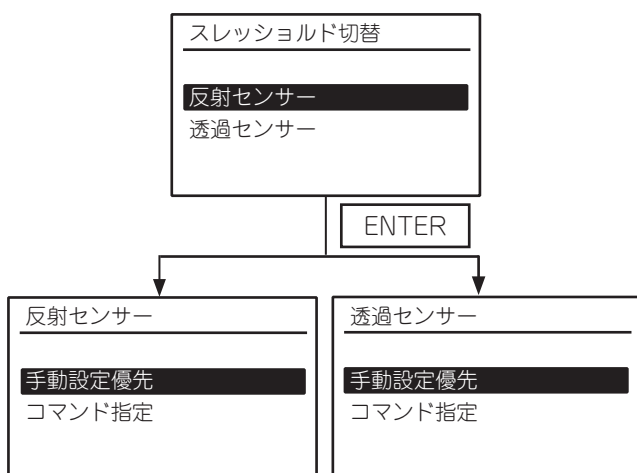 スレッショルド切替
反射センサー
透過センサー
ENTER
反射センサー
手動設定優先
コマンド指定
透過センサー
手動設定優先
コマンド指定